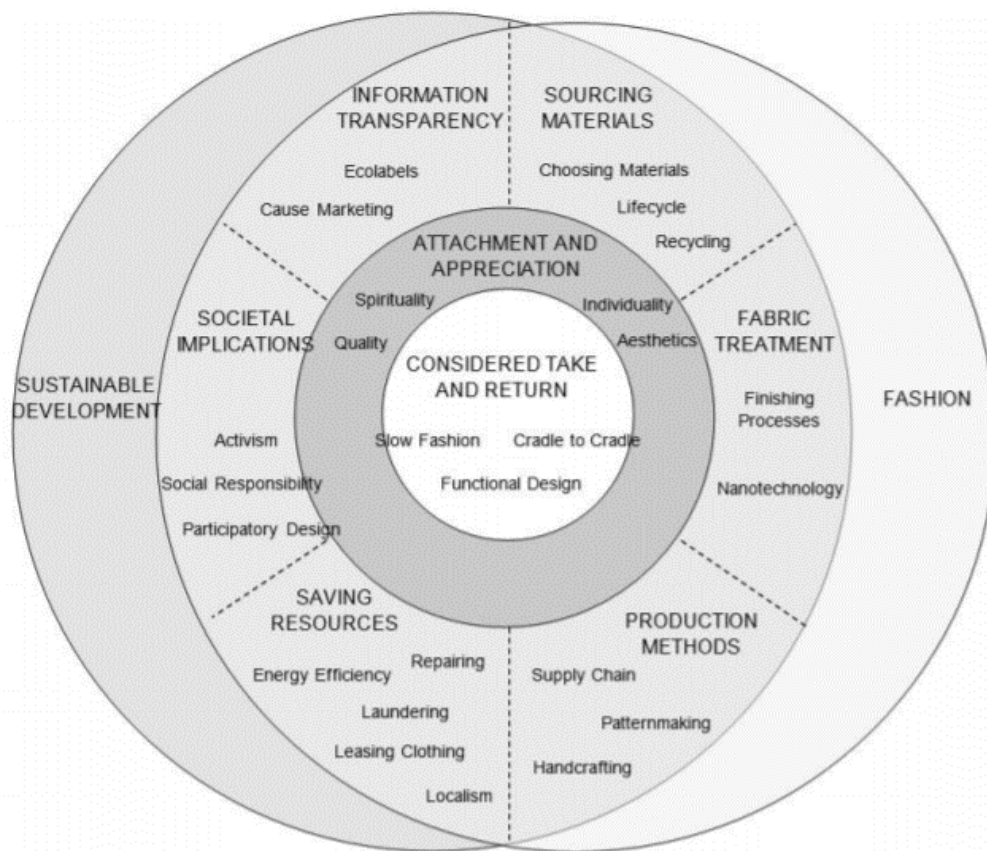 INFORMATION
TRANSPARENCY
Ecolabels
Cause Marketing
SOURCING
MATERIALS
Choosing Materials
Lifecycle
Recycling
ATTACHMENT AND
APPRECIATION
Spirituality
Quality
Individuality
Aesthetics
SOCIETAL
IMPLICATIONS
Activism
Social Responsibility
Participatory Design
FABRIC
TREATMENT
Finishing
Processes
Nanotechnology
SUSTAINABLE
DEVELOPMENT
CONSIDERED TAKE
AND RETURN
Slow Fashion
Cradle to Cradle
Functional Design
FASHION
SAVING
RESOURCES
Repairing
Energy Efficiency
Laundering
Leasing Clothing
Localism
PRODUCTION
METHODS
Supply Chain
Patternmaking
Handcrafting